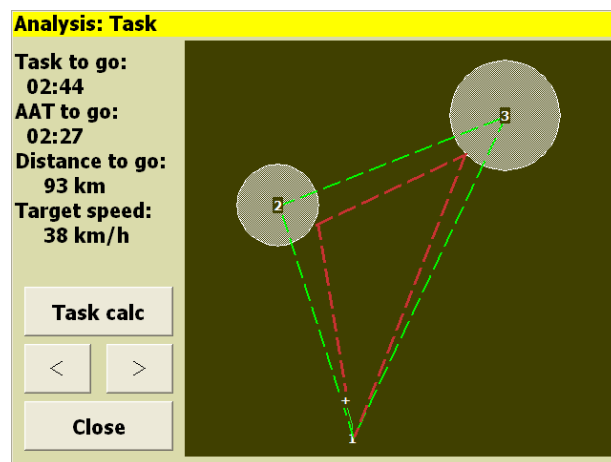 Analysis: Task
Task to go:
02:44
AAT to go:
02:27
Distance to go:
93 km
Target speed:
38 km/h
Task calc
<
>
Close
3
2
+
1